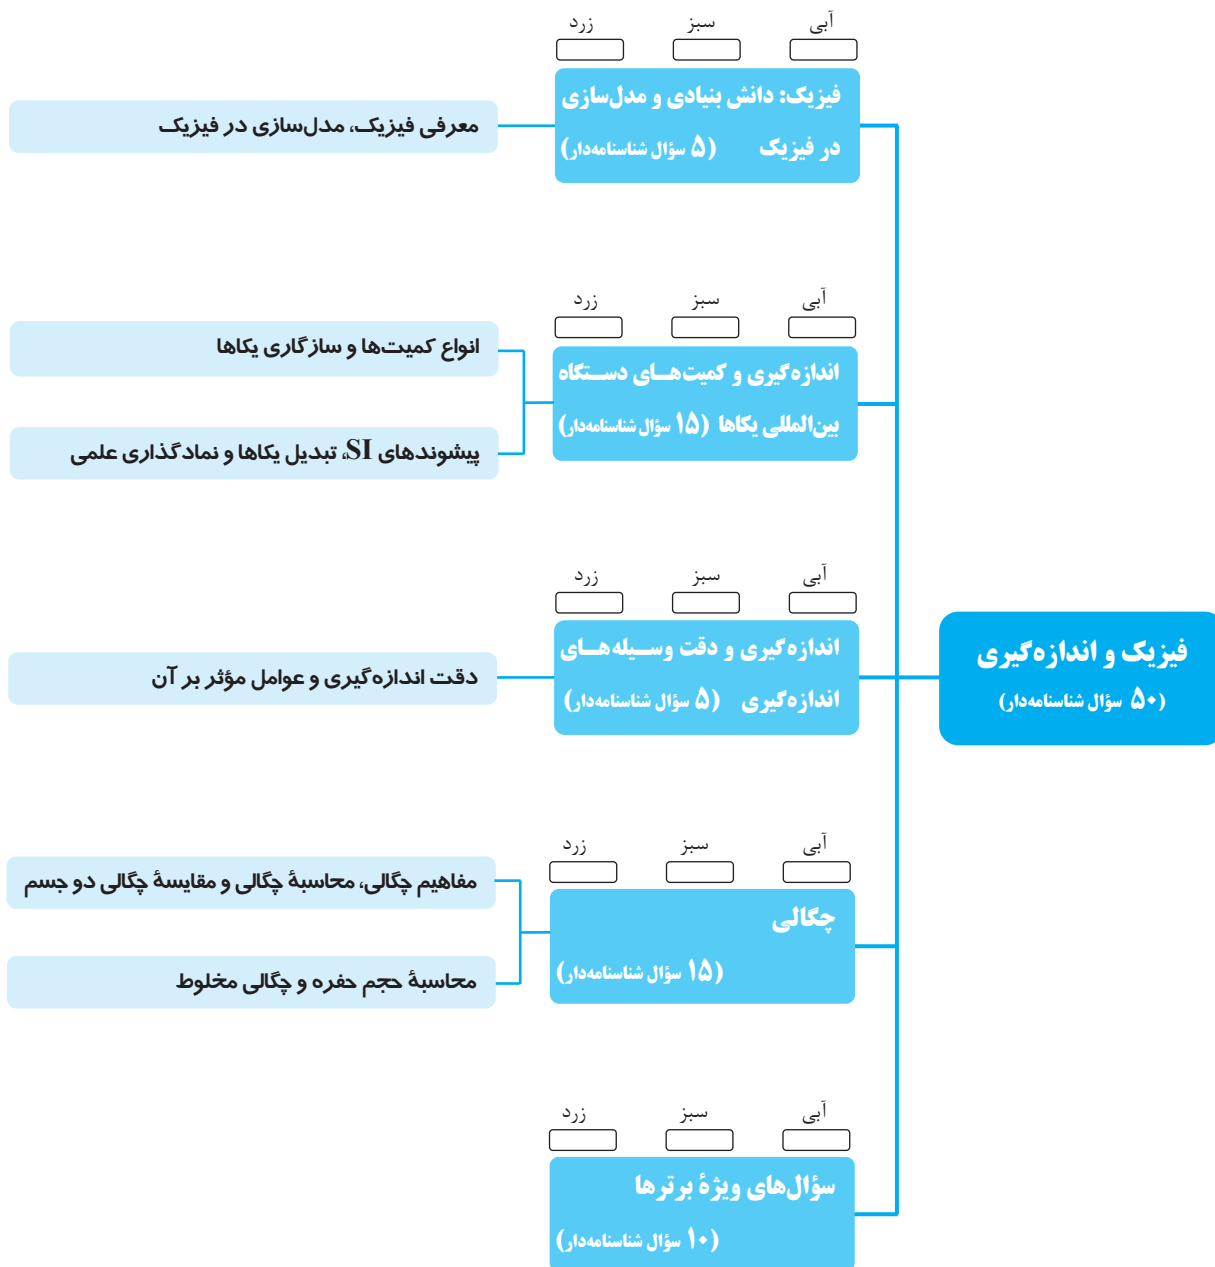 آبی سبز زرد
فیزیک: دانش بنیادی و مدل‌سازی
در فیزیک (۵ سؤال شناسنامه‌دار)
معرفی فیزیک، مدل‌سازی در فیزیک
آبی سبز زرد
اندازه‌گیری و کمیت‌هــای دســتگاه
بین‌المللی یکاها (۱۵ سؤال شناسنامه‌دار)
انواع کمیت‌ها و سازگاری یکاها
پیشوندهای SI، تبدیل یکاها و نمادگذاری علمی
آبی سبز زرد
اندازه‌گیری و دقت وســیله‌هــای
اندازه‌گیری (۵ سؤال شناسنامه‌دار)
دقت اندازه‌گیری و عوامل مؤثر بر آن
فیزیک و اندازه‌گیری
(۵۰ سؤال شناسنامه‌دار)
آبی سبز زرد
چگالی
(۱۵ سؤال شناسنامه‌دار)
مفاهیم چگالی، محاسبهٔ چگالی و مقایسهٔ چگالی دو جسم
محاسبهٔ حجم حفره و چگالی مخلوط
آبی سبز زرد
سؤال‌های ویژهٔ برترها
(۱۰ سؤال شناسنامه‌دار)